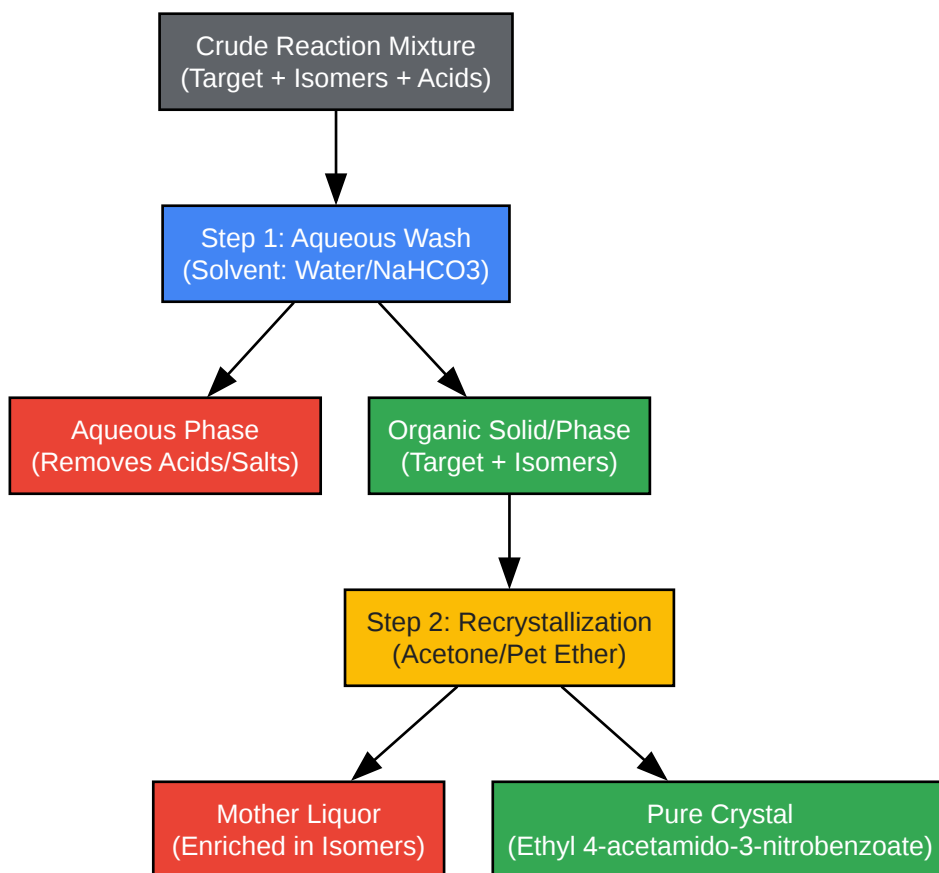 Crude Reaction Mixture
(Target + Isomers + Acids)
Step 1: Aqueous Wash
(Solvent: Water/NaHCO3)
Aqueous Phase
(Removes Acids/Salts)
Organic Solid/Phase
(Target + Isomers)
Step 2: Recrystallization
(Acetone/Pet Ether)
Mother Liquor
(Enriched in Isomers)
Pure Crystal
(Ethyl 4-acetamido-3-nitrobenzoate)